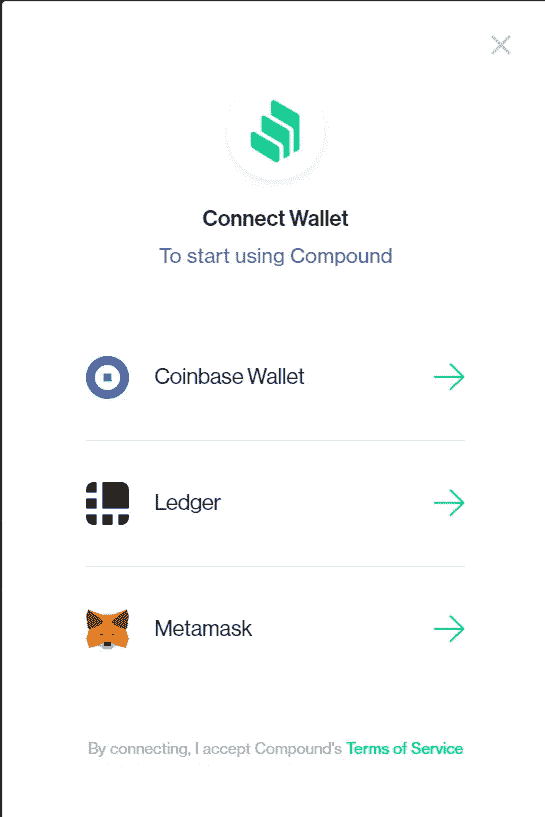 Connect Wallet
To start using Compound
Coinbase Wallet
Ledger
Metamask
By connecting, I accept Compound's Terms of Service